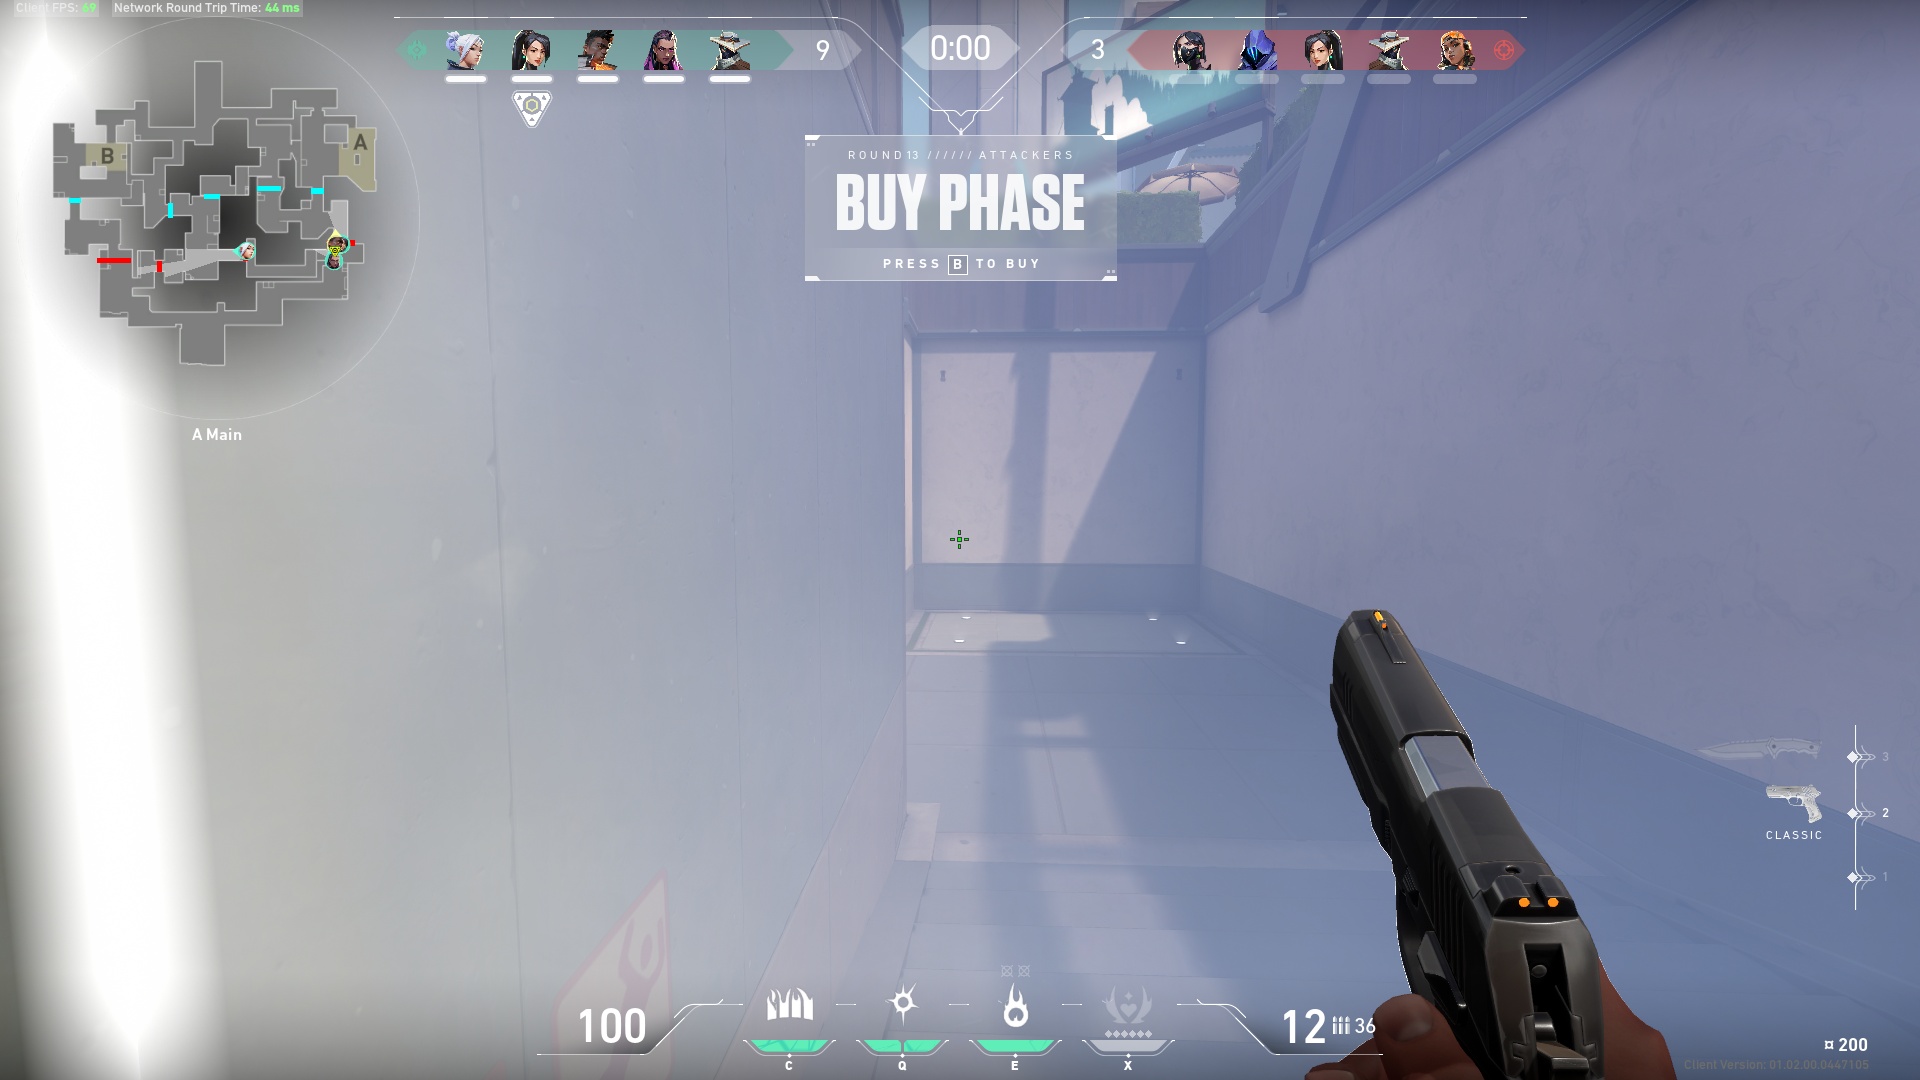 Client FPS: 69 Network Round Trip Time: 44 ms
9 0:00 3
B
A
ROUND 13 ////// ATTACKERS
BUY PHASE
PRESS B TO BUY
A Main
3
2
CLASSIC
1
100
12 36
C Q E X
¤ 200
Client Version: 01.02.00.0447105